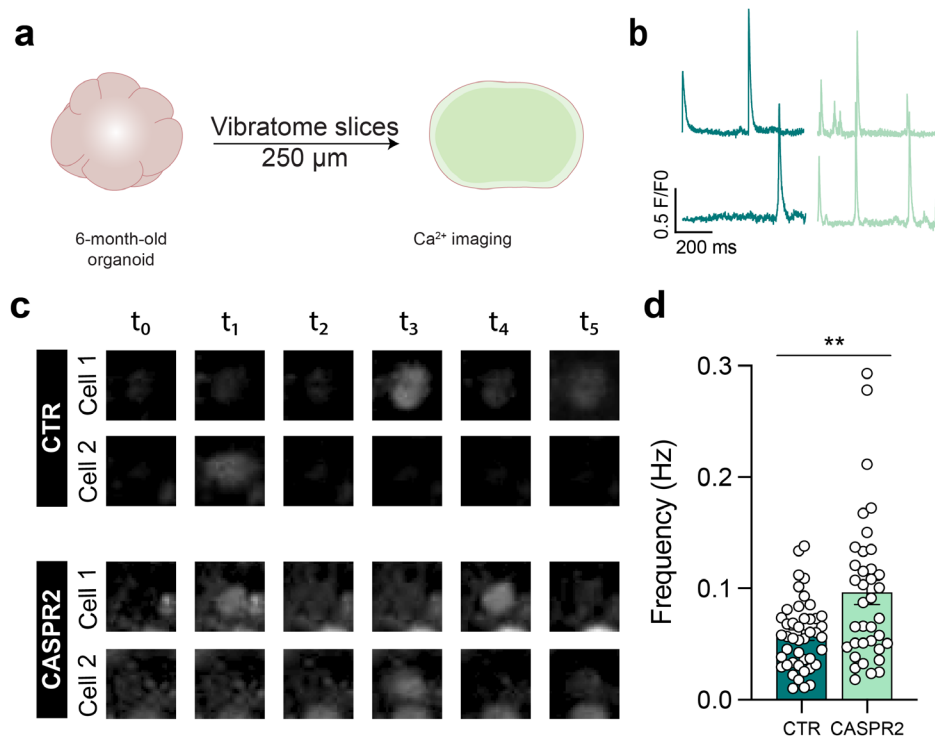 a
Vibratome slices
250 µm
6-month-old
organoid
Ca²⁺ imaging
b
0.5 F/F0
200 ms
c
t₀ t₁ t₂ t₃ t₄ t₅
CTR
Cell 1
Cell 2
CASPR2
Cell 1
Cell 2
d
**
Frequency (Hz)
0.3
0.2
0.1
0.0
CTR CASPR2